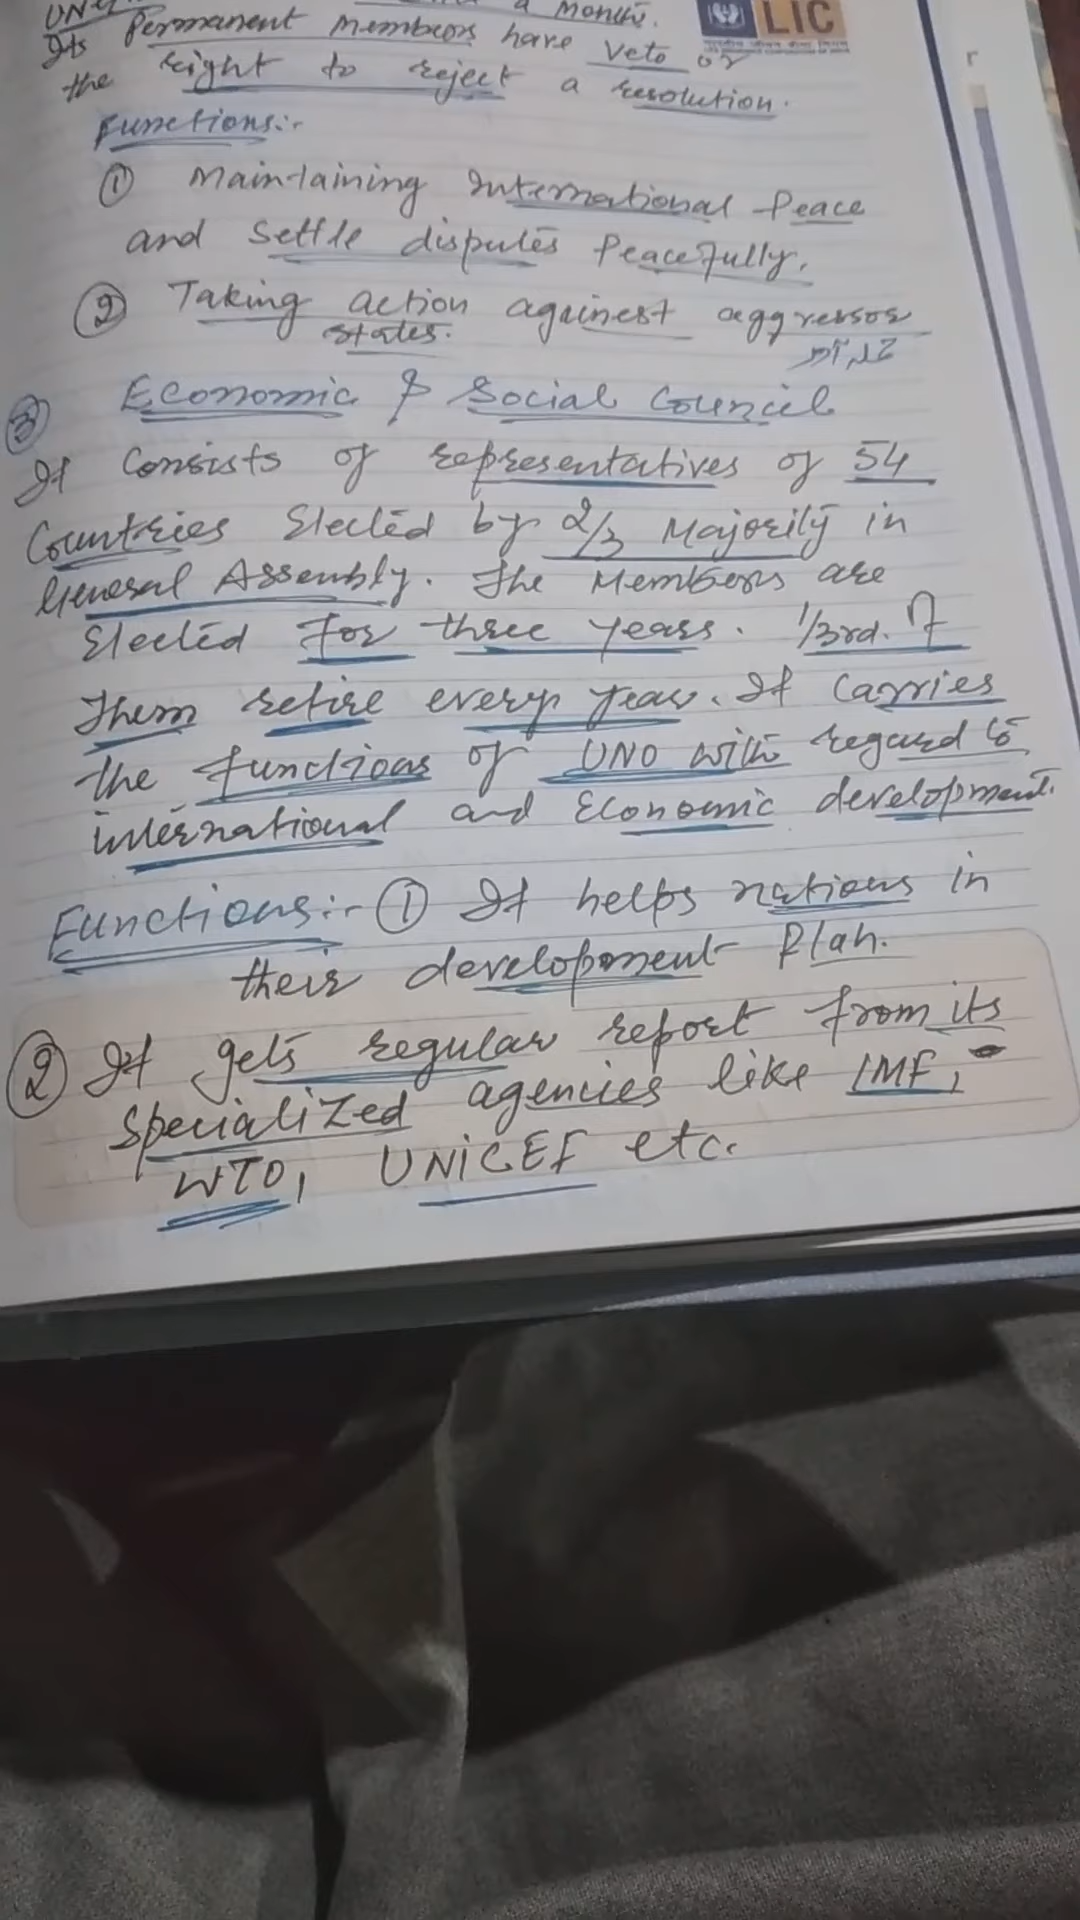 a Month.
LIC
Its Permanent Members have Veto or
the right to reject a resolution.
Functions:-
① Maintaining International Peace
and Settle disputes Peacefully.
② Taking action againest aggressor
states.
③ Economic & Social Council
It Consists of representatives of 54
Countries Elected by 2/3 Majority in
General Assembly. The Members are
Elected for three years. 1/3rd. of
Them retire every year. It Carries
the functions of UNO with regard to
international and Economic development.
Functions:- ① It helps nations in
their development Plan.
② It gets regular report from its
Specialized agencies like IMF,
WTO, UNICEF etc.